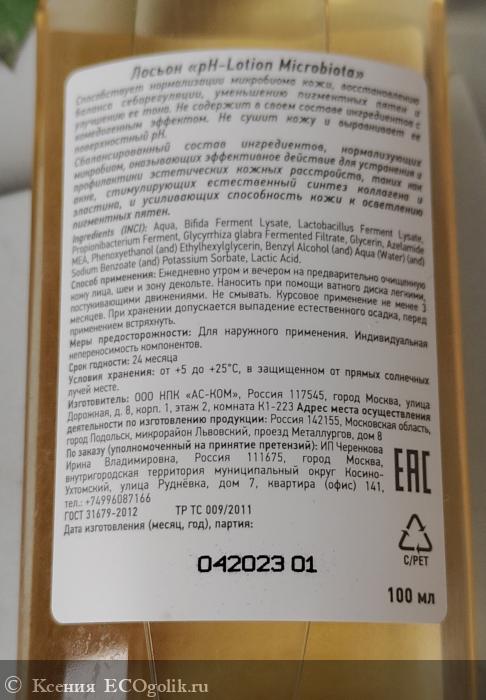 Лосьон «pH-Lotion Microbiota»
Способствует нормализации микробиома кожи, восстановлению
баланса себорегуляции, уменьшению пигментных пятен и
улучшению ее тона. Не содержит в своем составе ингредиентов с
комедогенным эффектом. Не сушит кожу и выравнивает ее
поверхностный pH.
Сбалансированный состав ингредиентов, нормализующих
микробиом, оказывающих эффективное действие для устранения и
профилактики эстетических кожных расстройств, таких как
акне, стимулирующих естественный синтез коллагена и
эластина, и усиливающих способность кожи к осветлению
пигментных пятен.
Ingredients (INCI): Aqua, Bifida Ferment Lysate, Lactobacillus Ferment Lysate,
Propionibacterium Ferment, Glycyrrhiza glabra Fermented Filtrate, Glycerin, Azelamide
MEA, Phenoxyethanol (and) Ethylhexylglycerin, Benzyl Alcohol (and) Aqua (Water) (and)
Sodium Benzoate (and) Potassium Sorbate, Lactic Acid.
Способ применения: Ежедневно утром и вечером на предварительно очищенную
кожу лица, шеи и зону декольте. Наносить при помощи ватного диска легкими,
постукивающими движениями. Не смывать. Курсовое применение не менее 3
месяцев. При хранении допускается выпадение естественного осадка, перед
применением встряхнуть.
Меры предосторожности: Для наружного применения. Индивидуальная
непереносимость компонентов.
Срок годности: 24 месяца
Условия хранения: от +5 до +25°С, в защищенном от прямых солнечных
лучей месте.
Изготовитель: ООО НПК «АС-КОМ», Россия 117545, город Москва, улица
Дорожная, д. 8, корп. 1, этаж 2, комната К1-223 Адрес места осуществления
деятельности по изготовлению продукции: Россия 142155, Московская область,
город Подольск, микрорайон Львовский, проезд Металлургов, дом 8
По заказу (уполномоченный на принятие претензий): ИП Черенкова
Ирина Владимировна, Россия 111675, город Москва,
внутригородская территория муниципальный округ Косино-
Ухтомский, улица Руднёвка, дом 7, квартира (офис) 141,
тел.: +74996087166
ГОСТ 31679-2012 ТР ТС 009/2011
Дата изготовления (месяц, год), партия:
EAC
042023 01
C/PET
100 мл
Ксения ECOgolik.ru